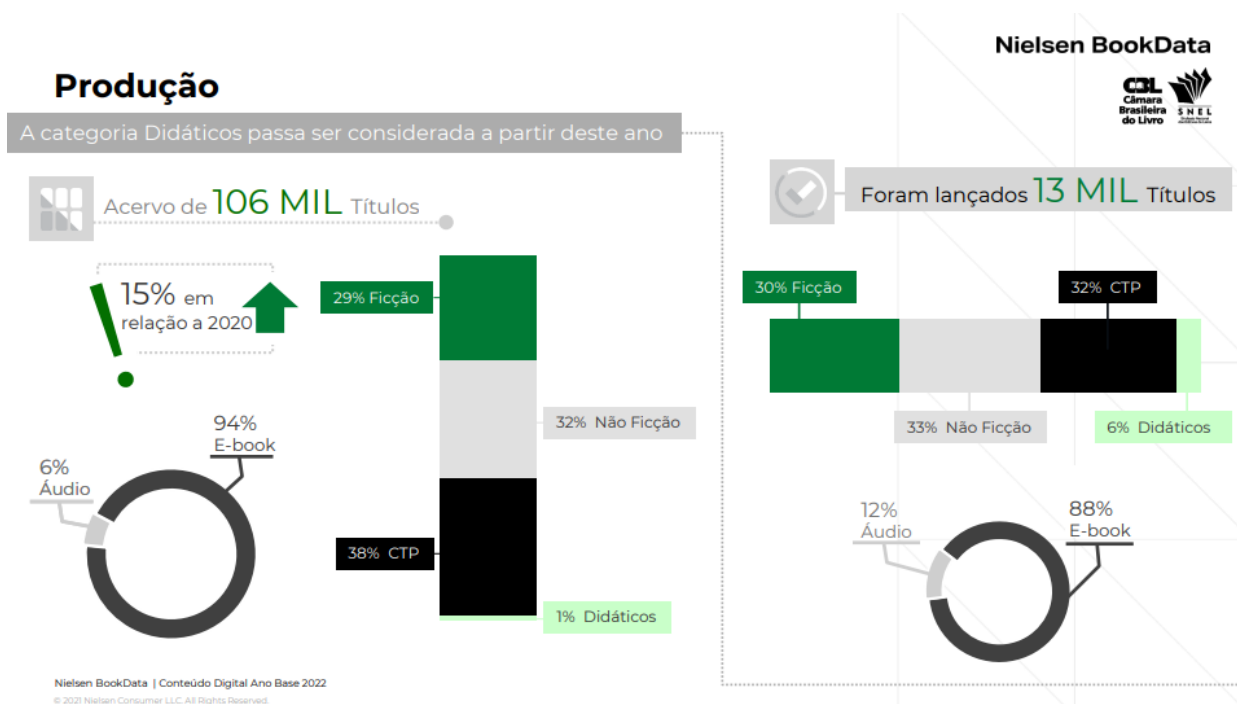 Nielsen BookData
CBL
Câmara
Brasileira
do Livro
SNEL
Produção
A categoria Didáticos passa ser considerada a partir deste ano
Acervo de 106 MIL Títulos
15% em
relação a 2020
29% Ficção
32% Não Ficção
38% CTP
1% Didáticos
94%
E-book
6%
Áudio
Foram lançados 13 MIL Títulos
30% Ficção
32% CTP
33% Não Ficção
6% Didáticos
12%
Áudio
88%
E-book
Nielsen BookData | Conteúdo Digital Ano Base 2022
© 2021 Nielsen Consumer LLC. All Rights Reserved.